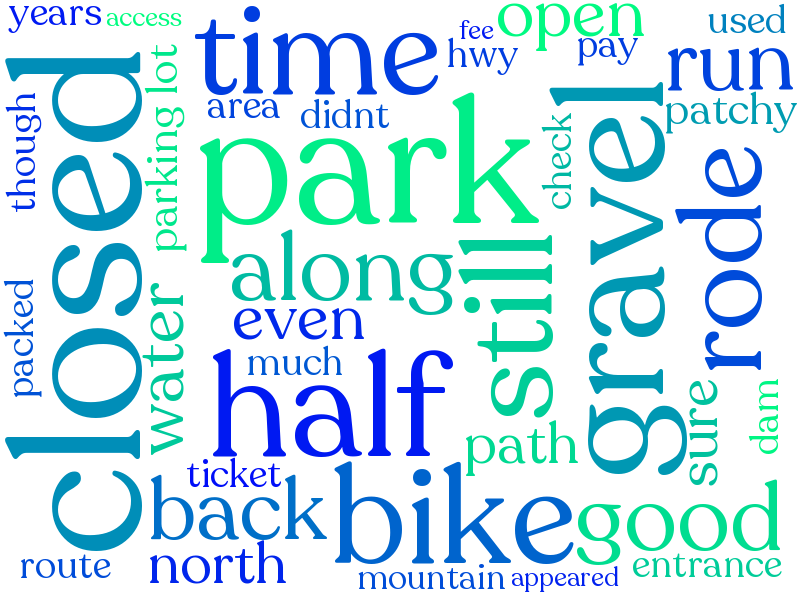 years
access
time
fee
open
used
hwy
pay
run
closed
though
parking lot
area
didnt
park
check
gravel
patchy
rode
along
still
packed
water
even
much
half
path
sure
dam
ticket
back
bike
good
route
north
mountain
appeared
entrance